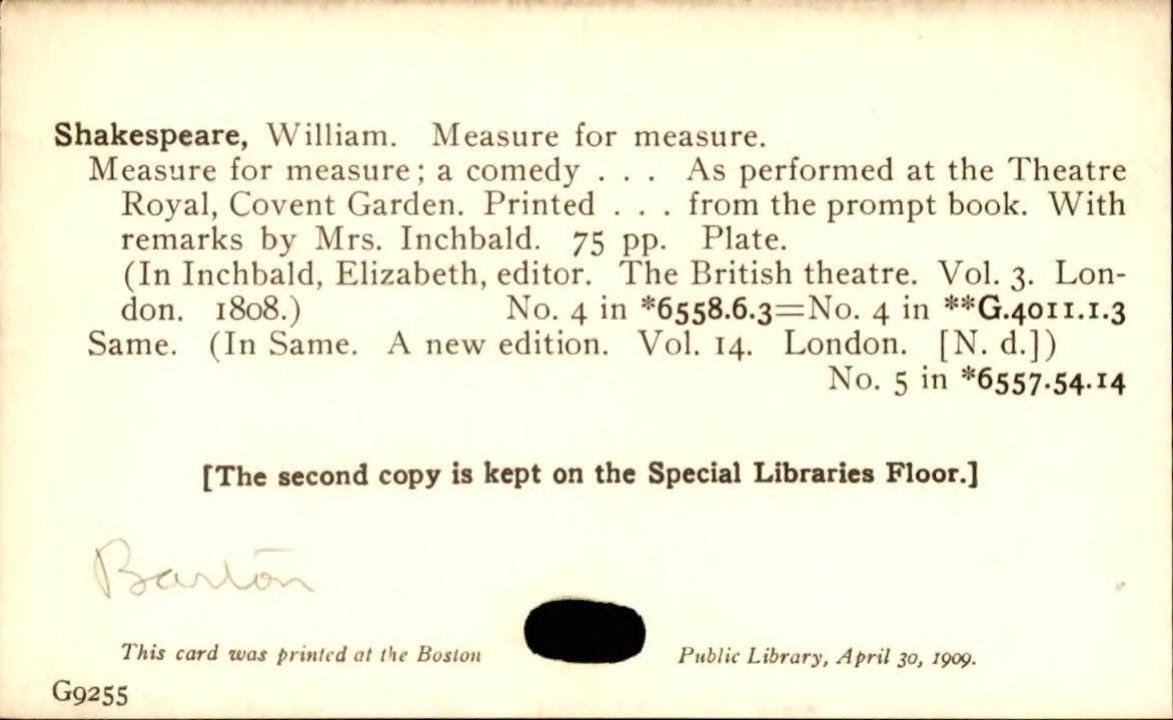 Shakespeare, William. Measure for measure.
Measure for measure; a comedy . . . As performed at the Theatre
Royal, Covent Garden. Printed . . . from the prompt book. With
remarks by Mrs. Inchbald. 75 pp. Plate.
(In Inchbald, Elizabeth, editor. The British theatre. Vol. 3. Lon-
don. 1808.) No. 4 in *6558.6.3=No. 4 in **G.4011.1.3
Same. (In Same. A new edition. Vol. 14. London. [N. d.])
No. 5 in *6557.54.14
[The second copy is kept on the Special Libraries Floor.]
Barton
This card was printed at the Boston Public Library, April 30, 1909.
G9255